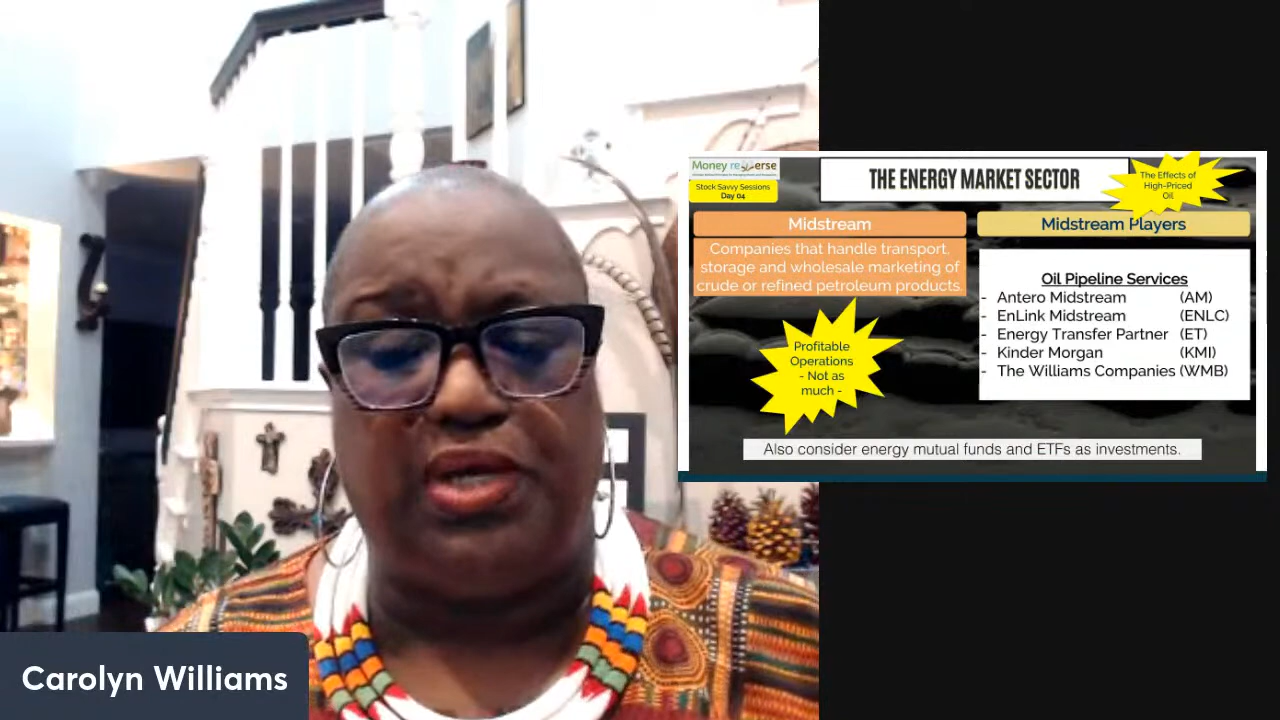 Money re erse
Stock Savvy Sessions
Day 04
THE ENERGY MARKET SECTOR
The Effects of
High-Priced
Oil
Midstream
Companies that handle transport,
storage and wholesale marketing of
crude or refined petroleum products.
Profitable
Operations
- Not as
much -
Midstream Players
Oil Pipeline Services
- Antero Midstream (AM)
- EnLink Midstream (ENLC)
- Energy Transfer Partner (ET)
- Kinder Morgan (KMI)
- The Williams Companies (WMB)
Also consider energy mutual funds and ETFs as investments.
Carolyn Williams